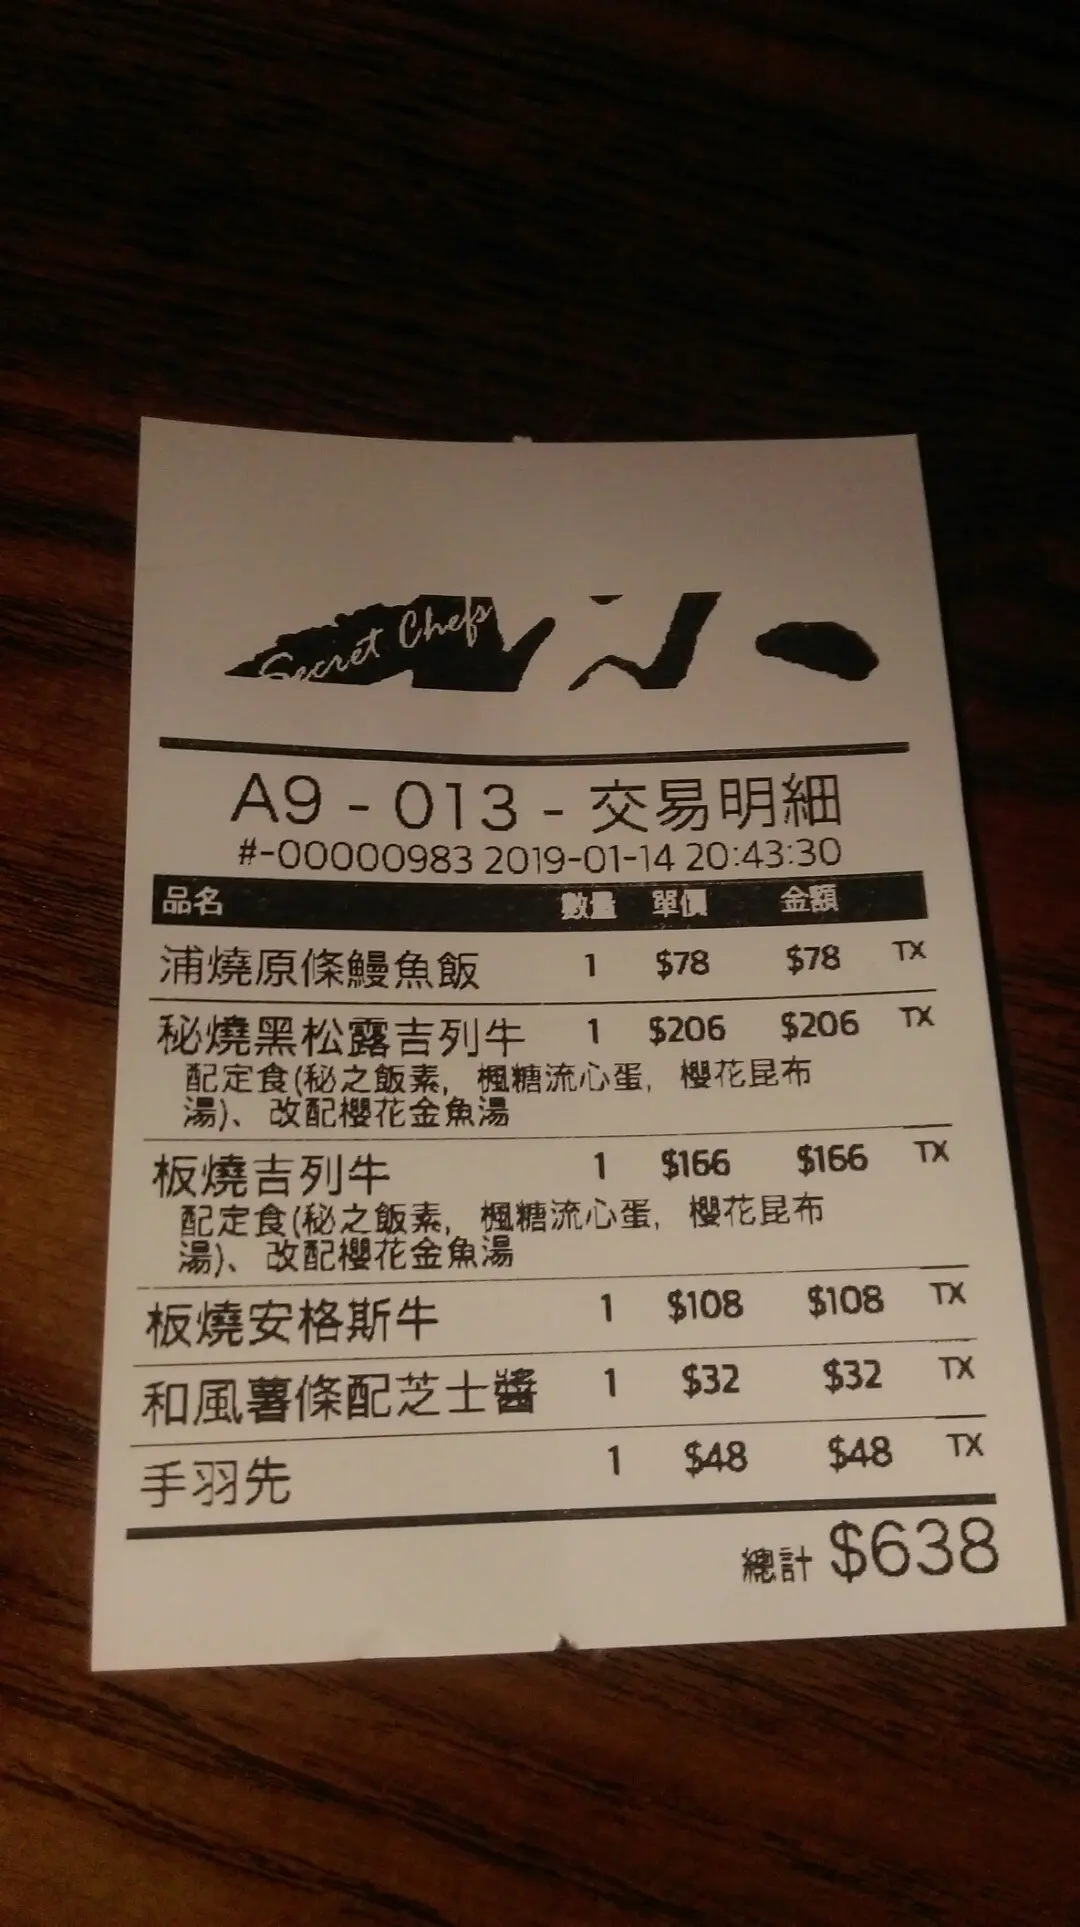 Secret Chefs
A9 - 013 - 交易明細
#-00000983 2019-01-14 20:43:30
品名 數量 單價 金額
浦燒原條鰻魚飯 1 $78 $78 TX
秘燒黑松露吉列牛 1 $206 $206 TX
配定食(秘之飯素, 楓糖流心蛋, 櫻花昆布
湯)、改配櫻花金魚湯
板燒吉列牛 1 $166 $166 TX
配定食(秘之飯素, 楓糖流心蛋, 櫻花昆布
湯)、改配櫻花金魚湯
板燒安格斯牛 1 $108 $108 TX
和風薯條配芝士醬 1 $32 $32 TX
手羽先 1 $48 $48 TX
總計 $638